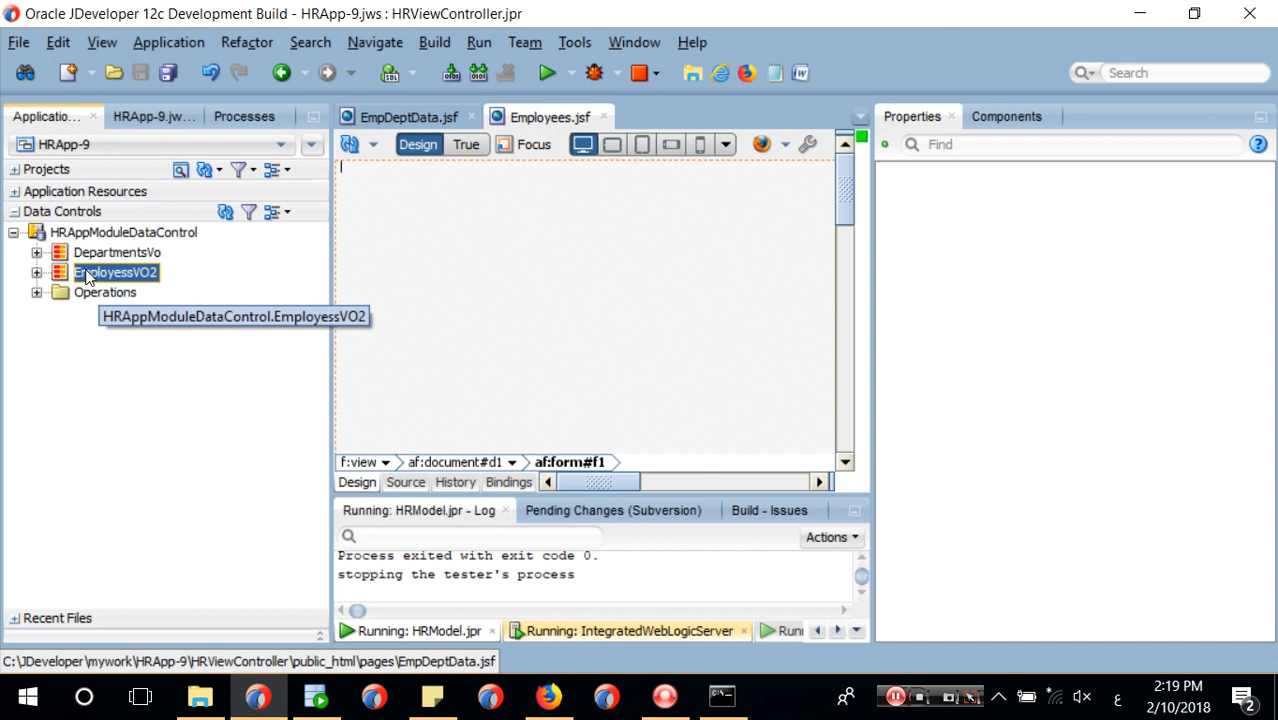 Oracle JDeveloper 12c Development Build - HRApp-9.jws : HRViewController.jpr
File Edit View Application Refactor Search Navigate Build Run Team Tools Window Help
Search
Applicatio... HRApp-9.jw... Processes
EmpDeptData.jsf Employees.jsf
Properties Components
HRApp-9
Design True Focus
Find
Projects
Application Resources
Data Controls
HRAppModuleDataControl
DepartmentsVo
EmployessVO2
Operations
HRAppModuleDataControl.EmployessVO2
f:view af:document#d1 af:form#f1
Design Source History Bindings
Running: HRModel.jpr - Log Pending Changes (Subversion) Build - Issues
Actions
Process exited with exit code 0.
stopping the tester's process
Recent Files
Running: HRModel.jpr Running: IntegratedWebLogicServer Runn
C:\JDeveloper\mywork\HRApp-9\HRViewController\public_html\pages\EmpDeptData.jsf
ع
2:19 PM
2/10/2018
2